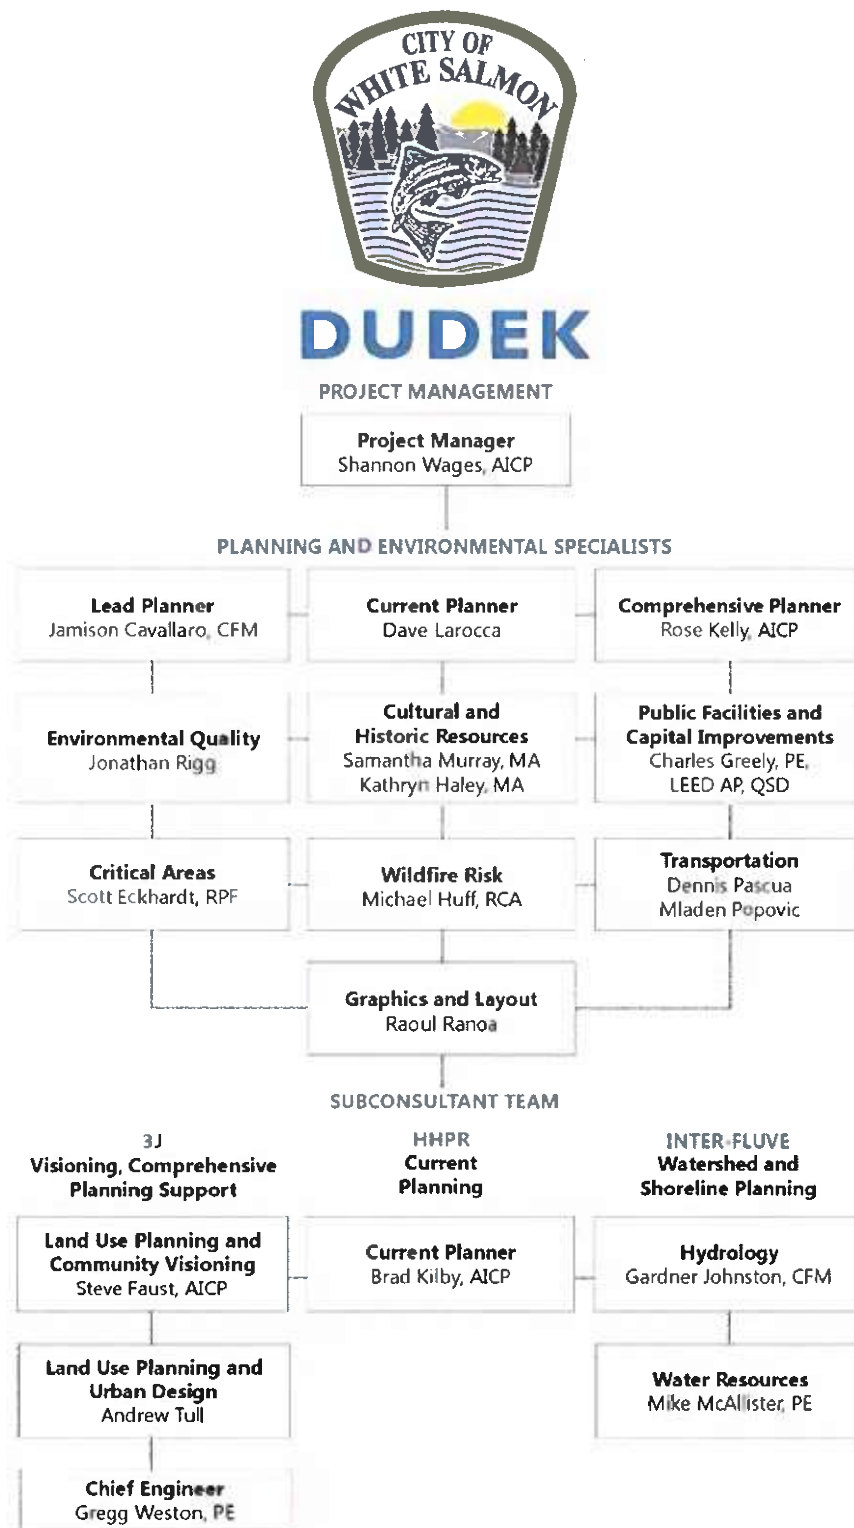 CITY OF
WHITE SALMON
DUDEK
PROJECT MANAGEMENT
Project Manager
Shannon Wages, AICP
PLANNING AND ENVIRONMENTAL SPECIALISTS
Lead Planner
Jamison Cavallaro, CFM
Current Planner
Dave Larocca
Comprehensive Planner
Rose Kelly, AICP
Environmental Quality
Jonathan Rigg
Cultural and
Historic Resources
Samantha Murray, MA
Kathryn Haley, MA
Public Facilities and
Capital Improvements
Charles Greely, PE,
LEED AP, QSD
Critical Areas
Scott Eckhardt, RPF
Wildfire Risk
Michael Huff, RCA
Transportation
Dennis Pascua
Mladen Popovic
Graphics and Layout
Raoul Ranoa
SUBCONSULTANT TEAM
3J
Visioning, Comprehensive
Planning Support
HHPR
Current
Planning
INTER-FLUVE
Watershed and
Shoreline Planning
Land Use Planning and
Community Visioning
Steve Faust, AICP
Current Planner
Brad Kilby, AICP
Hydrology
Gardner Johnston, CFM
Land Use Planning and
Urban Design
Andrew Tull
Water Resources
Mike McAllister, PE
Chief Engineer
Gregg Weston, PE